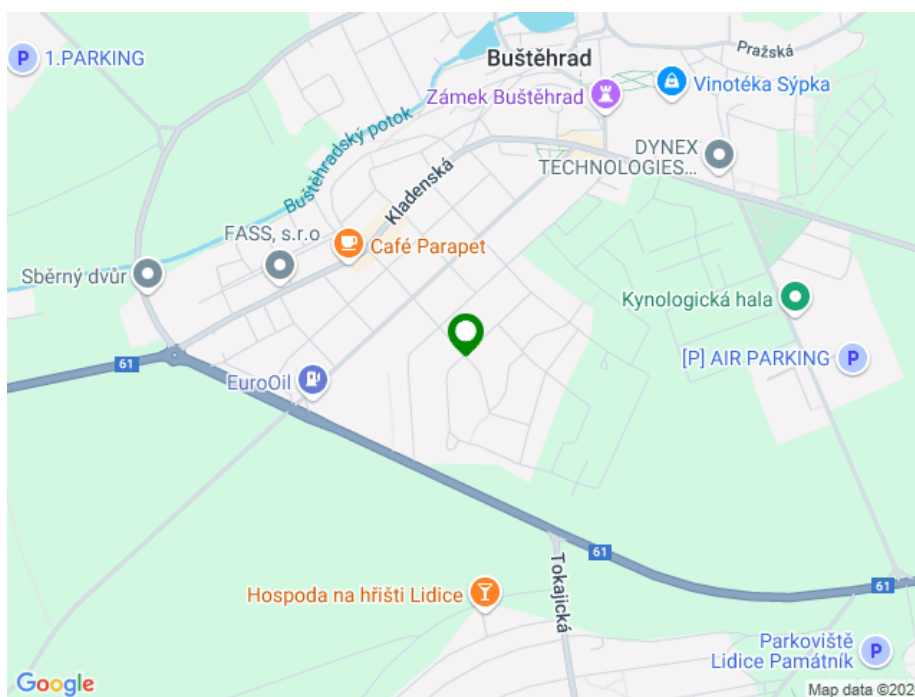 Buštěhrad
Pražská
1.PARKING
Vinotéka Sýpka
Zámek Buštěhrad
Buštěhradský potok
DYNEX
TECHNOLOGIES...
Kladenská
FASS, s.r.o
Café Parapet
Sběrný dvůr
Kynologická hala
61
[P] AIR PARKING
EuroOil
61
Tokajická
61
Hospoda na hřišti Lidice
Parkoviště
Lidice Památník
Google
Map data ©202
P
P
P